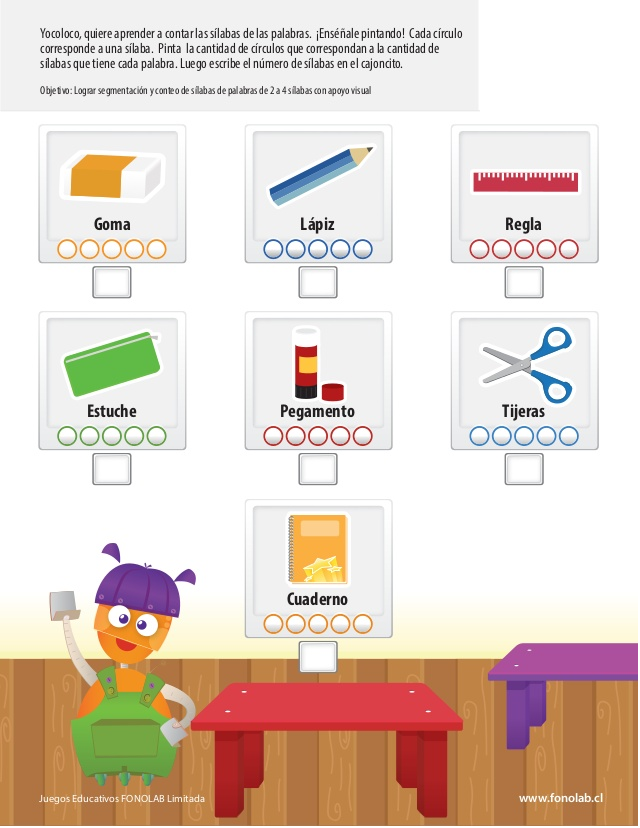 Yocoloco, quiere aprender a contar las sílabas de las palabras. ¡Enséñale pintando! Cada círculo
corresponde a una sílaba. Pinta la cantidad de círculos que correspondan a la cantidad de
sílabas que tiene cada palabra. Luego escribe el número de sílabas en el cajoncito.
Objetivo: Lograr segmentación y conteo de sílabas de palabras de 2 a 4 sílabas con apoyo visual
Goma
Lápiz
Regla
Estuche
Pegamento
Tijeras
Cuaderno
Juegos Educativos FONOLAB Limitada
www.fonolab.cl